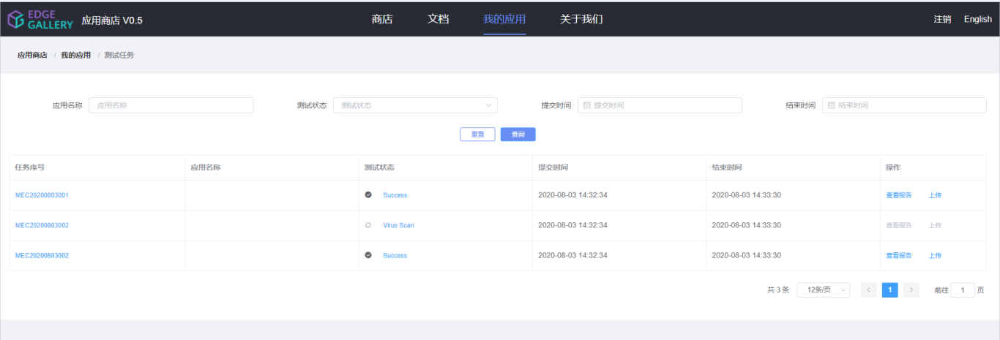 EDGE GALLERY 应用商店 V0.5 商店 文档 我的应用 关于我们 注销 English
应用商店 / 我的应用 / 测试任务
应用名称 应用名称 测试状态 测试状态 提交时间 提交时间 结束时间 结束时间
重置 查询
任务序号 应用名称 测试状态 提交时间 结束时间 操作
MEC20200803001 Success 2020-08-03 14:32:34 2020-08-03 14:33:30 查看报告 上传
MEC20200803002 Virus Scan 2020-08-03 14:32:34 2020-08-03 14:33:30 查看报告 上传
MEC20200803002 Success 2020-08-03 14:32:34 2020-08-03 14:33:30 查看报告 上传
共 3 条 12条/页 < 1 > 前往 1 页